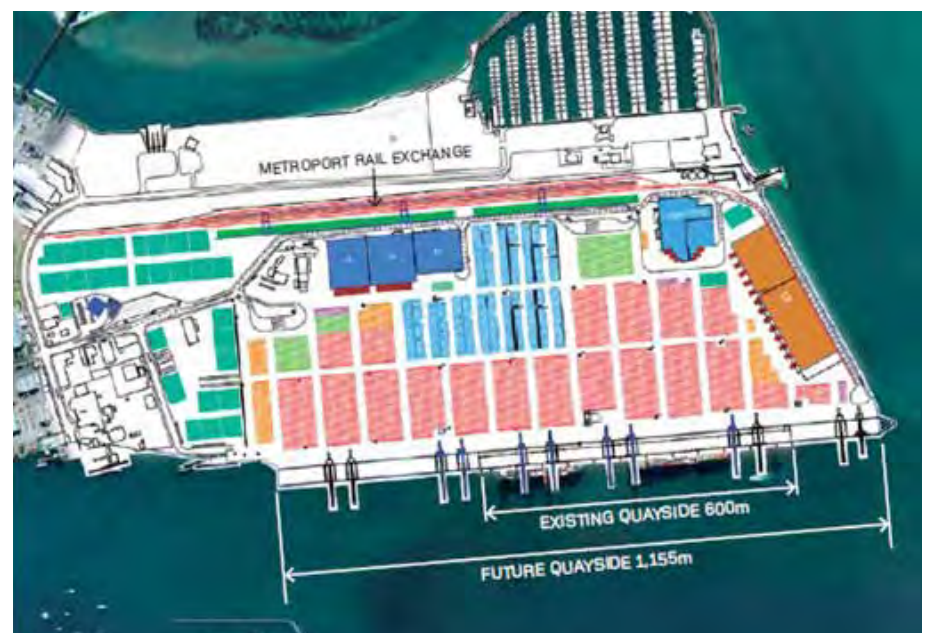 METROPORT RAIL EXCHANGE
EXISTING QUAYSIDE 600m
FUTURE QUAYSIDE 1,155m